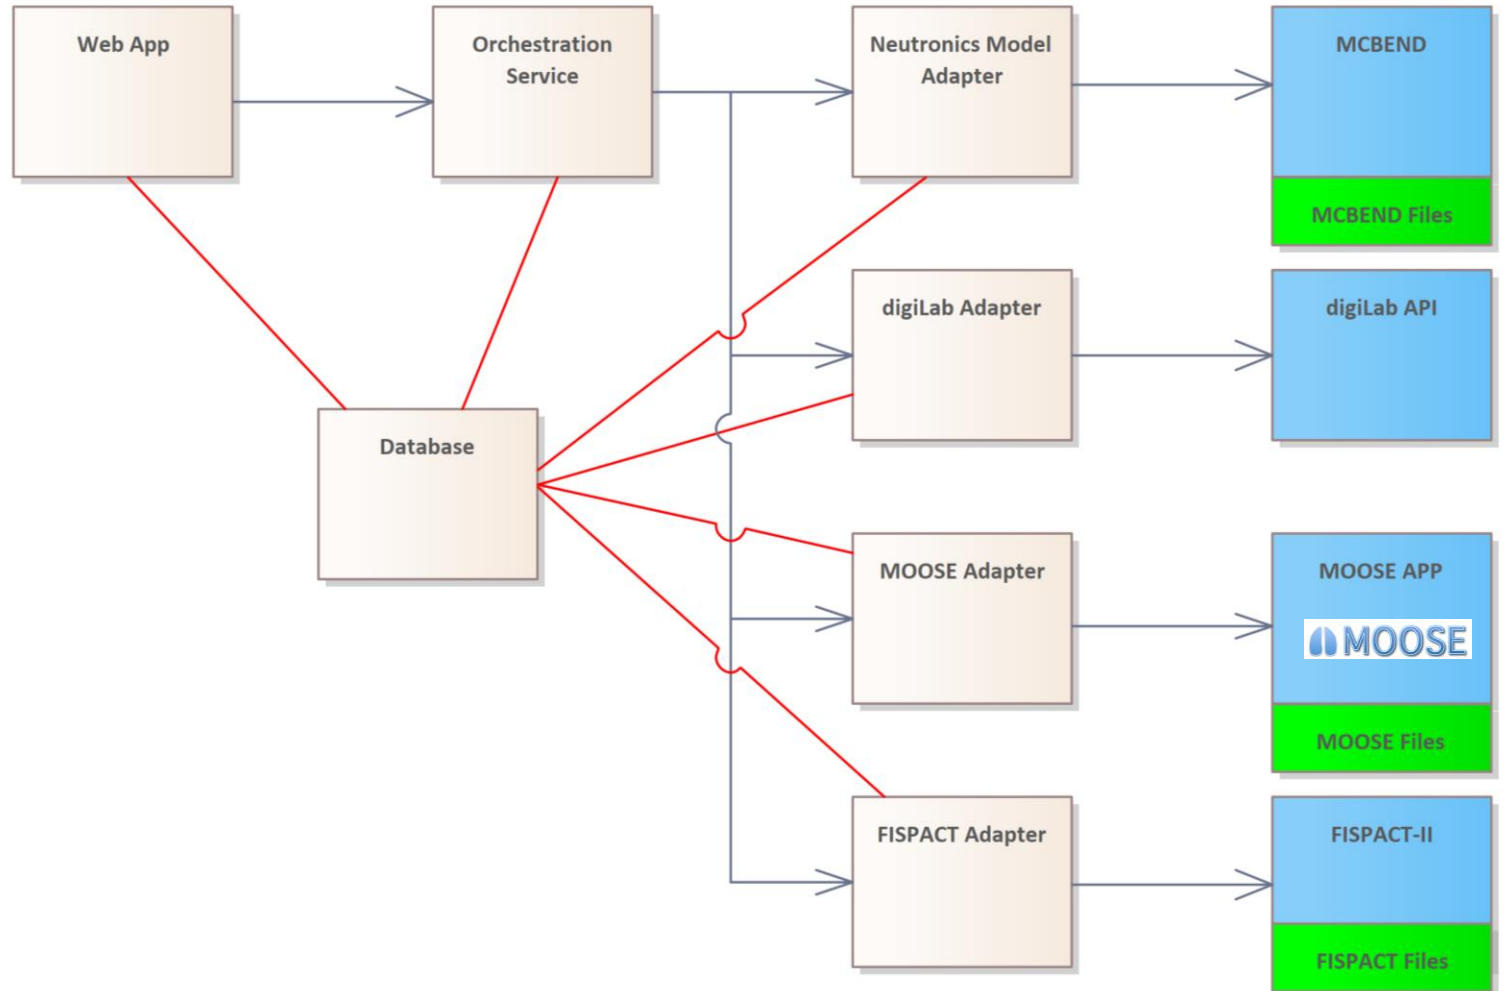 Web App
Orchestration
Service
Neutronics Model
Adapter
MCBEND
MCBEND Files
digiLab Adapter
digiLab API
Database
MOOSE Adapter
MOOSE APP
MOOSE
MOOSE Files
FISPACT Adapter
FISPACT-II
FISPACT Files